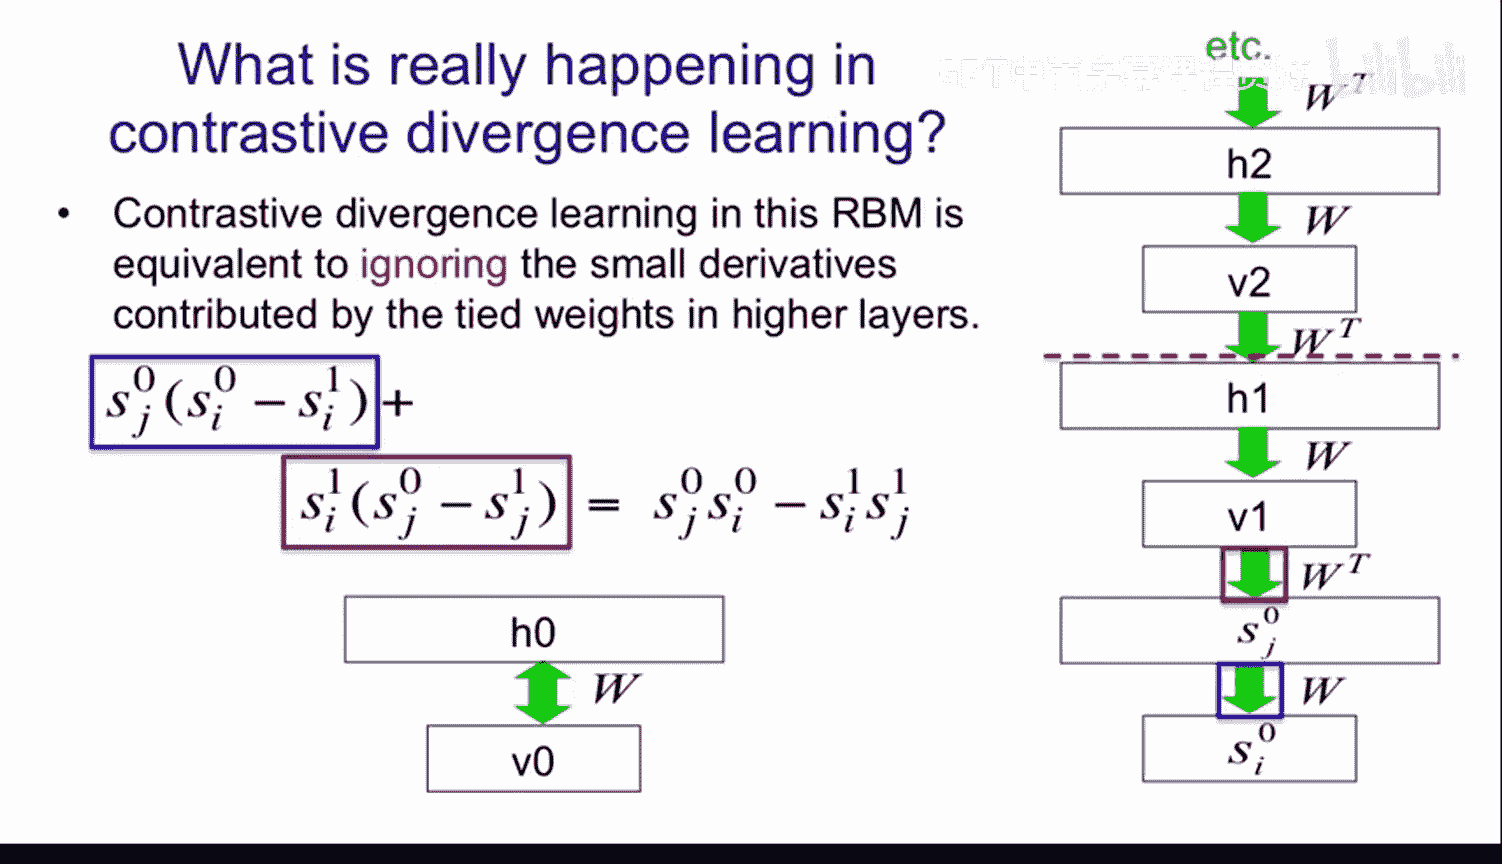 What is really happening in
contrastive divergence learning?
• Contrastive divergence learning in this RBM is
equivalent to ignoring the small derivatives
contributed by the tied weights in higher layers.
s_j^0 (s_i^0 − s_i^1) +
s_i^1 (s_j^0 − s_j^1) = s_j^0 s_i^0 − s_i^1 s_j^1
h0
W
v0
etc.
W^T
h2
W
v2
W^T
h1
W
v1
W^T
s_j^0
W
s_i^0
bilibili